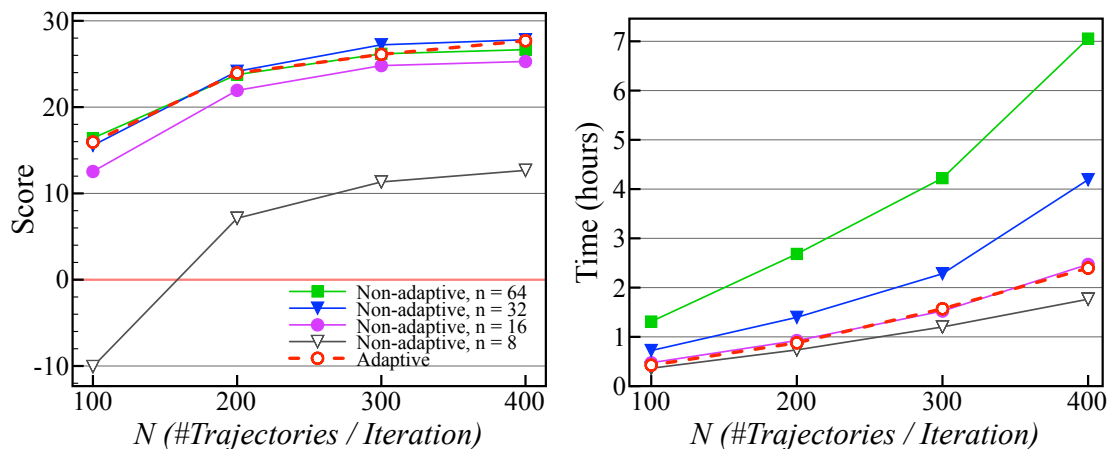 30
20
10
0
-10
Score
Non-adaptive, n = 64
Non-adaptive, n = 32
Non-adaptive, n = 16
Non-adaptive, n = 8
Adaptive
100 200 300 400
N (#Trajectories / Iteration)
7
6
5
4
3
2
1
0
Time (hours)
100 200 300 400
N (#Trajectories / Iteration)